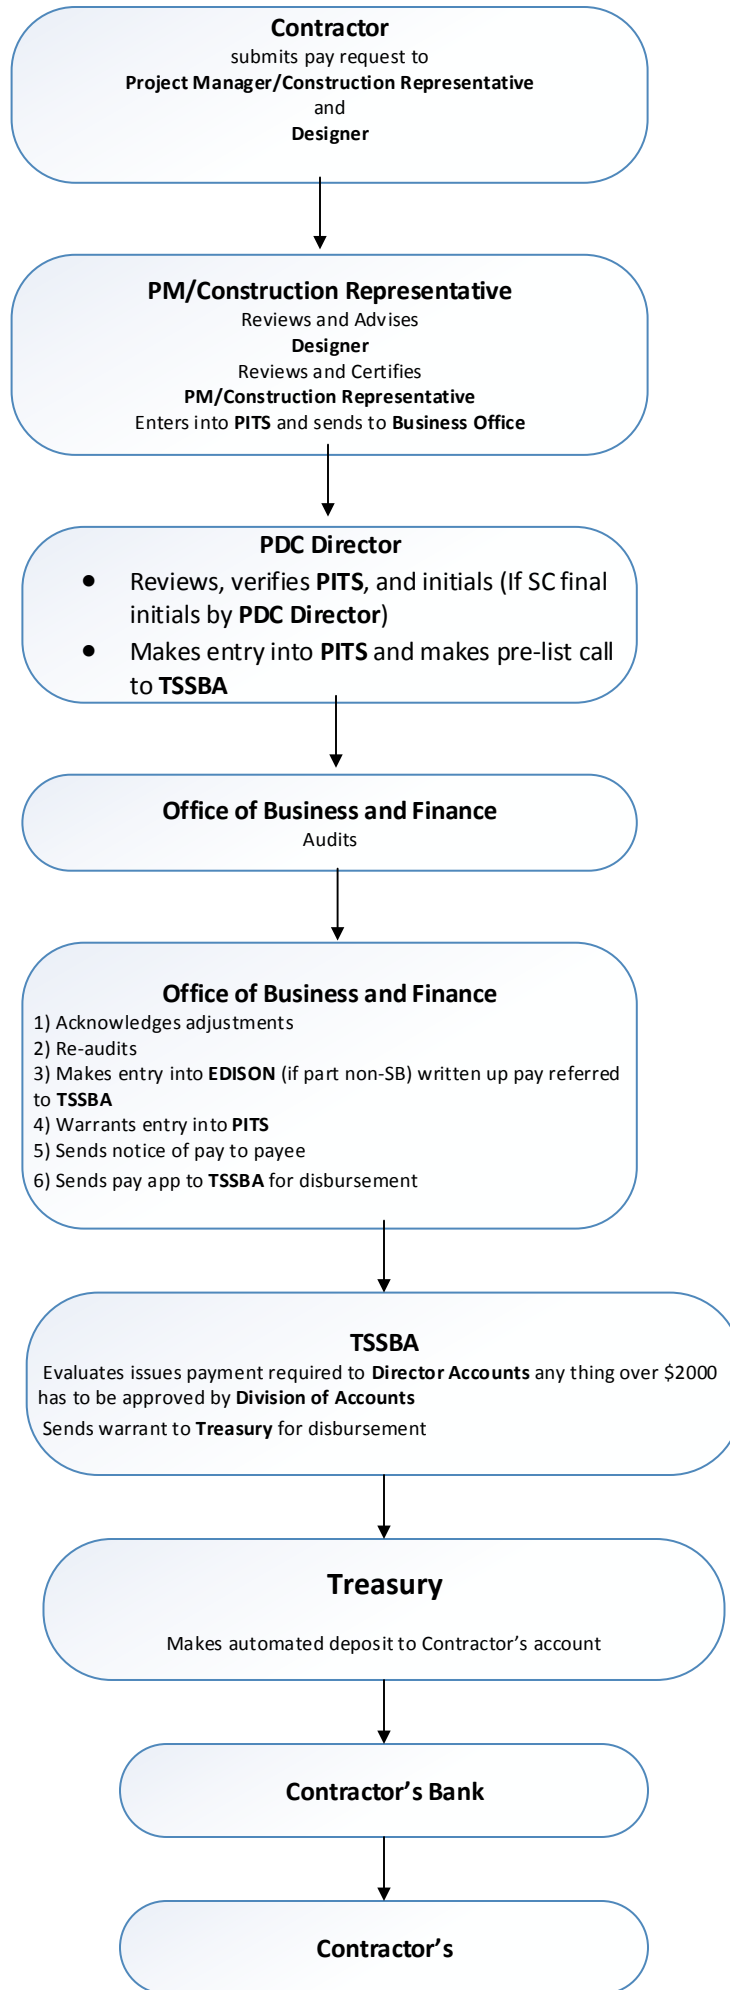 Contractor
submits pay request to
Project Manager/Construction Representative
and
Designer
PM/Construction Representative
Reviews and Advises
Designer
Reviews and Certifies
PM/Construction Representative
Enters into PITS and sends to Business Office
PDC Director
● Reviews, verifies PITS, and initials (If SC final
initials by PDC Director)
● Makes entry into PITS and makes pre-list call
to TSSBA
Office of Business and Finance
Audits
Office of Business and Finance
1) Acknowledges adjustments
2) Re-audits
3) Makes entry into EDISON (if part non-SB) written up pay referred
to TSSBA
4) Warrants entry into PITS
5) Sends notice of pay to payee
6) Sends pay app to TSSBA for disbursement
TSSBA
Evaluates issues payment required to Director Accounts any thing over $2000
has to be approved by Division of Accounts
Sends warrant to Treasury for disbursement
Treasury
Makes automated deposit to Contractor’s account
Contractor’s Bank
Contractor’s